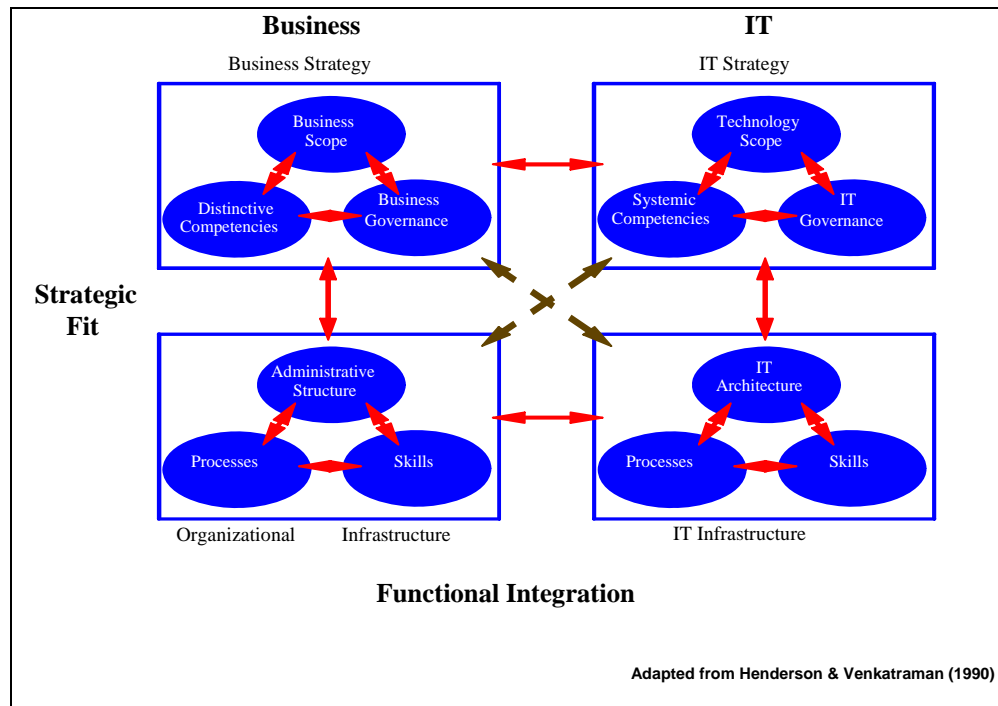 Business
IT
Business Strategy
IT Strategy
Business
Scope
Distinctive
Competencies
Business
Governance
Technology
Scope
Systemic
Competencies
IT
Governance
Strategic
Fit
Administrative
Structure
Processes
Skills
IT
Architecture
Processes
Skills
Organizational Infrastructure
IT Infrastructure
Functional Integration
Adapted from Henderson & Venkatraman (1990)